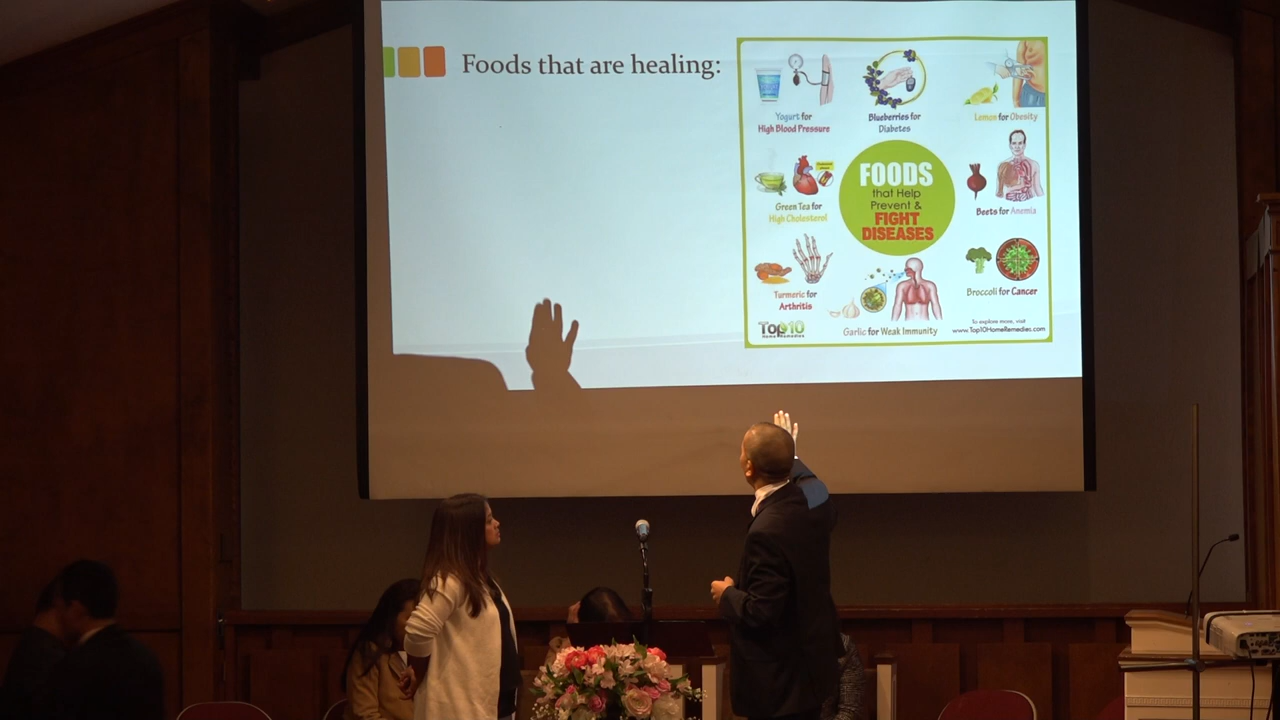 Foods that are healing:
Yogurt for
High Blood Pressure
Blueberries for
Diabetes
Lemon for Obesity
Green Tea for
High Cholesterol
FOODS
that Help
Prevent &
FIGHT
DISEASES
Beets for Anemia
Turmeric for
Arthritis
Broccoli for Cancer
Garlic for Weak Immunity
Top10
Home Remedies
To explore more, visit
www.Top10HomeRemedies.com